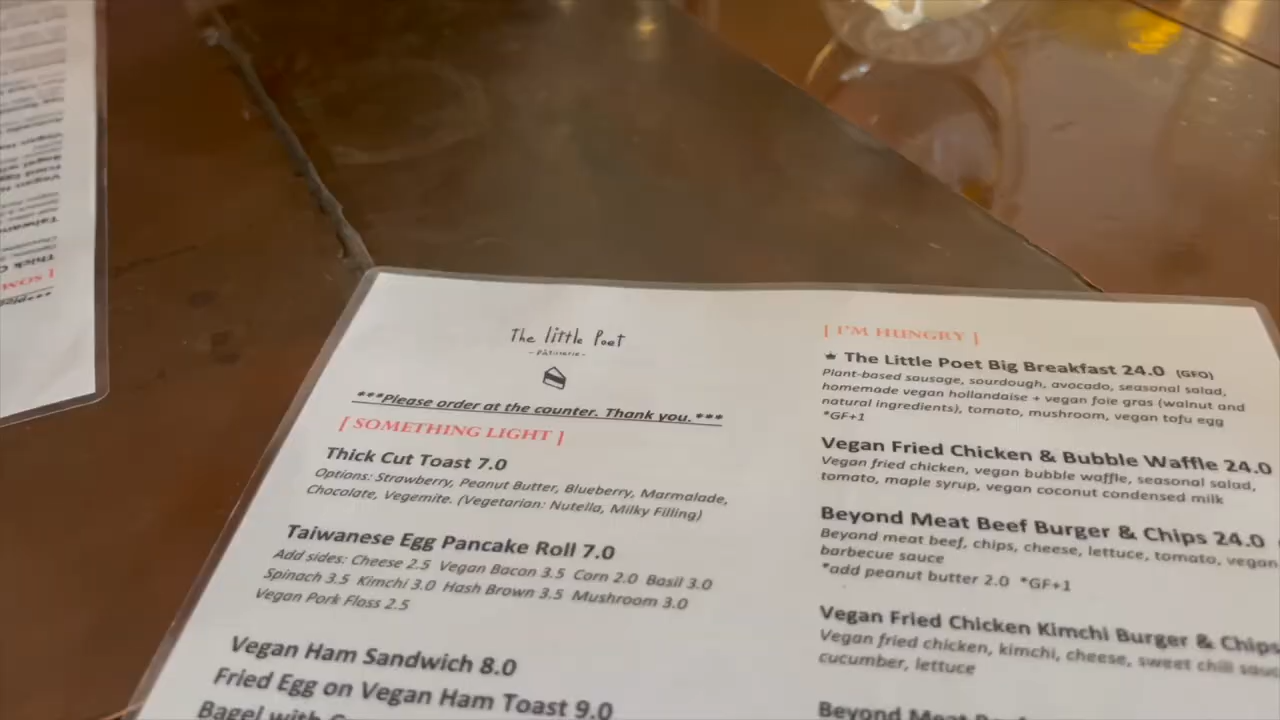 The little Poet
- Pâtisserie -
***Please order at the counter. Thank you.***
[ SOMETHING LIGHT ]
Thick Cut Toast 7.0
Options: Strawberry, Peanut Butter, Blueberry, Marmalade,
Chocolate, Vegemite. (Vegetarian: Nutella, Milky Filling)
Taiwanese Egg Pancake Roll 7.0
Add sides: Cheese 2.5 Vegan Bacon 3.5 Corn 2.0 Basil 3.0
Spinach 3.5 Kimchi 3.0 Hash Brown 3.5 Mushroom 3.0
Vegan Pork Floss 2.5
Vegan Ham Sandwich 8.0
Fried Egg on Vegan Ham Toast 9.0
Bagel with
[ I'M HUNGRY ]
The Little Poet Big Breakfast 24.0 (GFO)
Plant-based sausage, sourdough, avocado, seasonal salad,
homemade vegan hollandaise + vegan foie gras (walnut and
natural ingredients), tomato, mushroom, vegan tofu egg
*GF+1
Vegan Fried Chicken & Bubble Waffle 24.0
Vegan fried chicken, vegan bubble waffle, seasonal salad,
tomato, maple syrup, vegan coconut condensed milk
Beyond Meat Beef Burger & Chips 24.0
Beyond meat beef, chips, cheese, lettuce, tomato, vegan
barbecue sauce
*add peanut butter 2.0 *GF+1
Vegan Fried Chicken Kimchi Burger & Chips
Vegan fried chicken, kimchi, cheese, sweet chili sauc
cucumber, lettuce
Beyond Meat